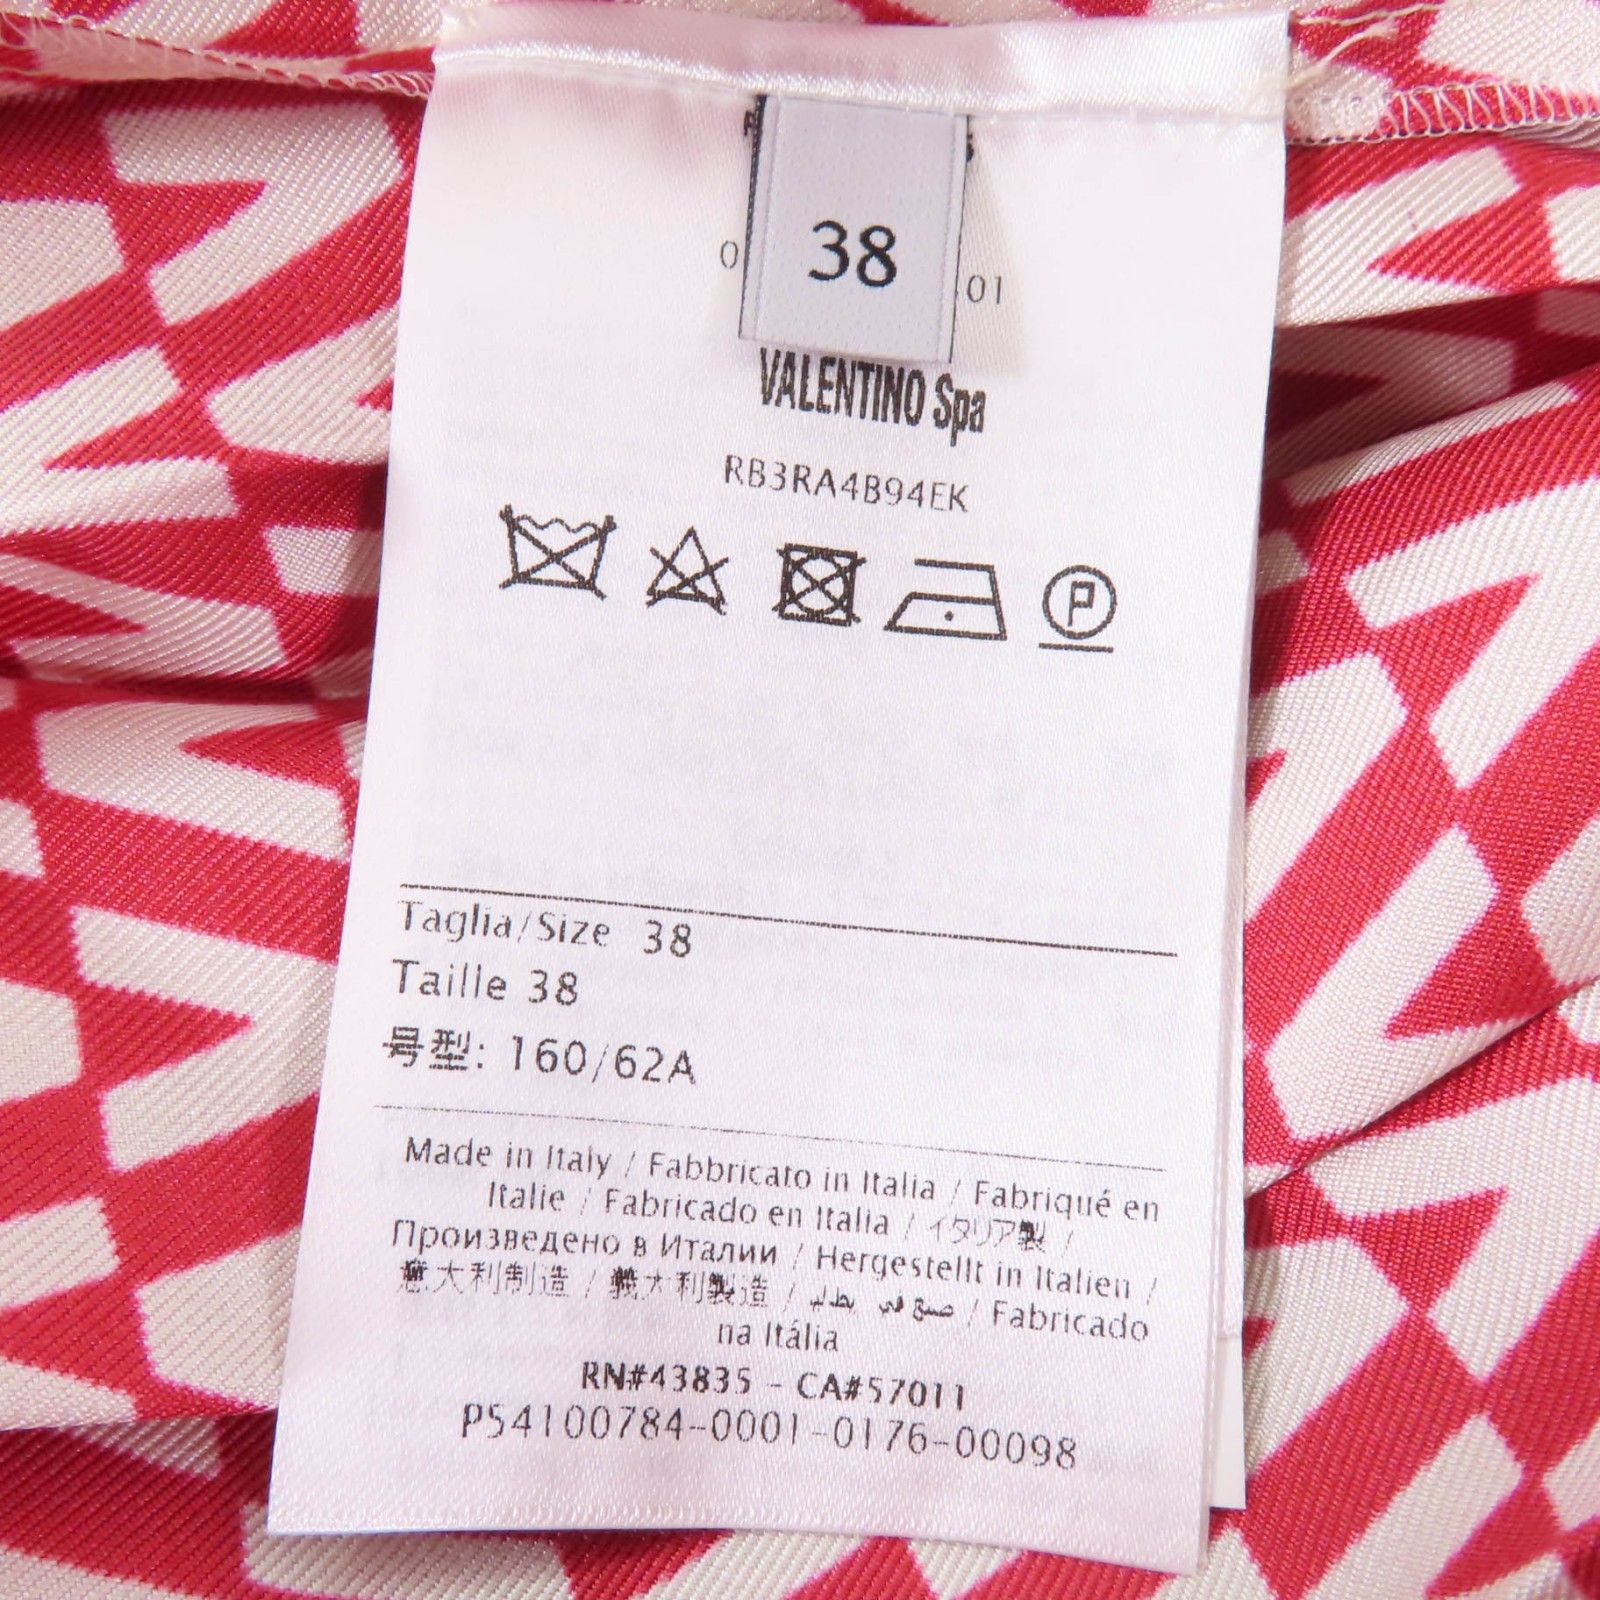 38
0 01
VALENTINO Spa
RB3RA4B94EK
P
Taglia/Size 38
Taille 38
号型: 160/62A
Made in Italy / Fabbricato in Italia / Fabriqué en
Italie / Fabricado en Italia / イタリア製 /
Произведено в Италии / Hergestellt in Italien /
意大利制造 / 義大利製造 / صنع في / Fabricado
na Itália
RN#43835 - CA#57011
P54100784-0001-0176-00098